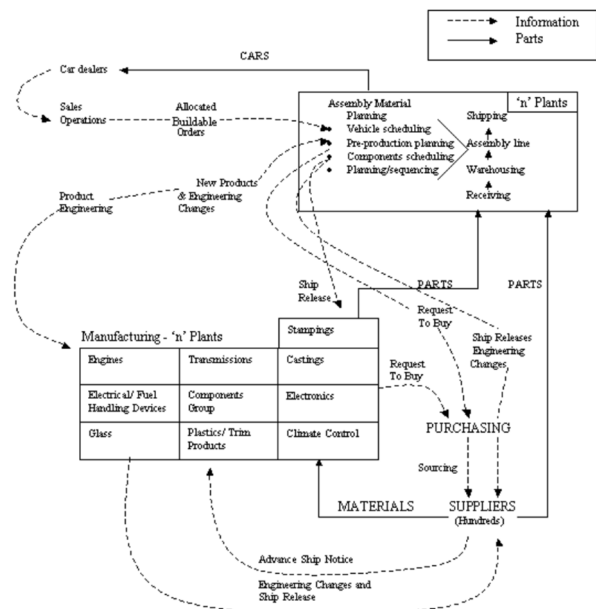 Information
Parts
CARS
Car dealers
Sales
Operations
Allocated
Buildable
Orders
Assembly Material
Planning
Vehicle scheduling
Pre-production planning
Components scheduling
Planning/sequencing
'n' Plants
Shipping
Assembly line
Warehousing
Receiving
Product
Engineering
New Products
& Engineering
Changes
Ship
Release
PARTS
PARTS
Request
To Buy
Ship Releases
Engineering
Changes
Manufacturing - 'n' Plants
Stampings
Engines
Transmissions
Castings
Electrical/ Fuel
Handling Devices
Components
Group
Electronics
Glass
Plastics/ Trim
Products
Climate Control
Request
To Buy
PURCHASING
Sourcing
MATERIALS
SUPPLIERS
(Hundreds)
Advance Ship Notice
Engineering Changes and
Ship Release